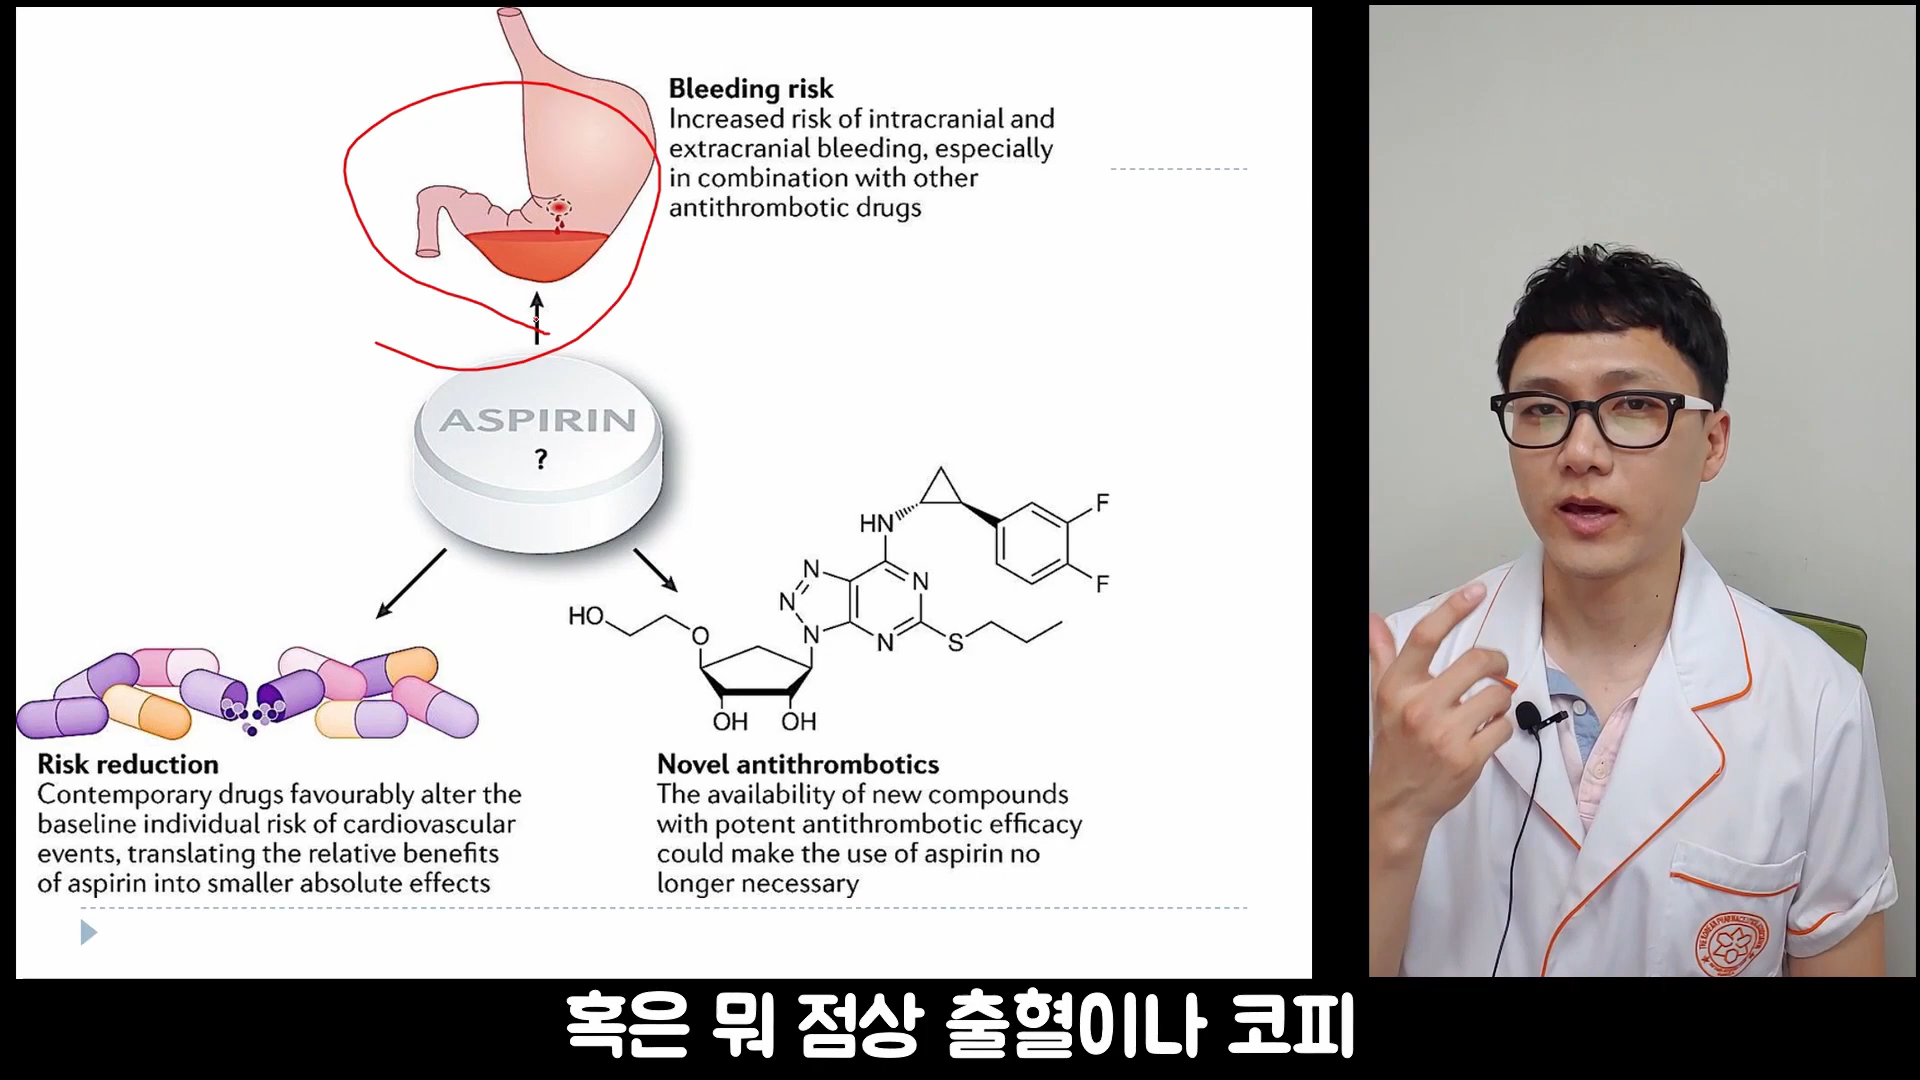 Bleeding risk
Increased risk of intracranial and
extracranial bleeding, especially
in combination with other
antithrombotic drugs
ASPIRIN
?
HN
F
F
N
N
N
N
N
S
HO
O
OH
OH
Risk reduction
Contemporary drugs favourably alter the
baseline individual risk of cardiovascular
events, translating the relative benefits
of aspirin into smaller absolute effects
Novel antithrombotics
The availability of new compounds
with potent antithrombotic efficacy
could make the use of aspirin no
longer necessary
혹은 뭐 점상 출혈이나 코피